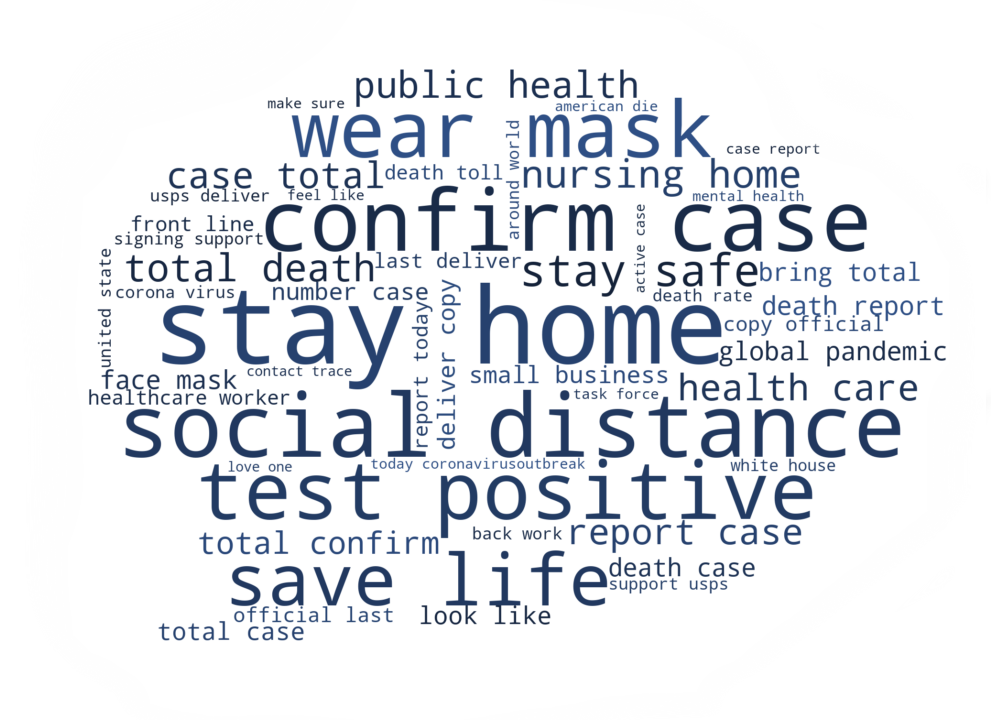 public health
make sure
american die
wear mask
around world
case report
case total
death toll
nursing home
usps deliver
feel like
mental health
confirm case
front line
signing support
active case
united state
total death
last deliver
stay safe
bring total
corona virus
number case
death rate
death report
stay home
report todaye
deliver copy
copy official
global pandemic
face mask
contact trace
small business
health care
healthcare worker
task force
social distance
love one
today coronavirusoutbreak
white house
test positive
total confirm
back work
report case
save life
death case
support usps
official last
look like
total case